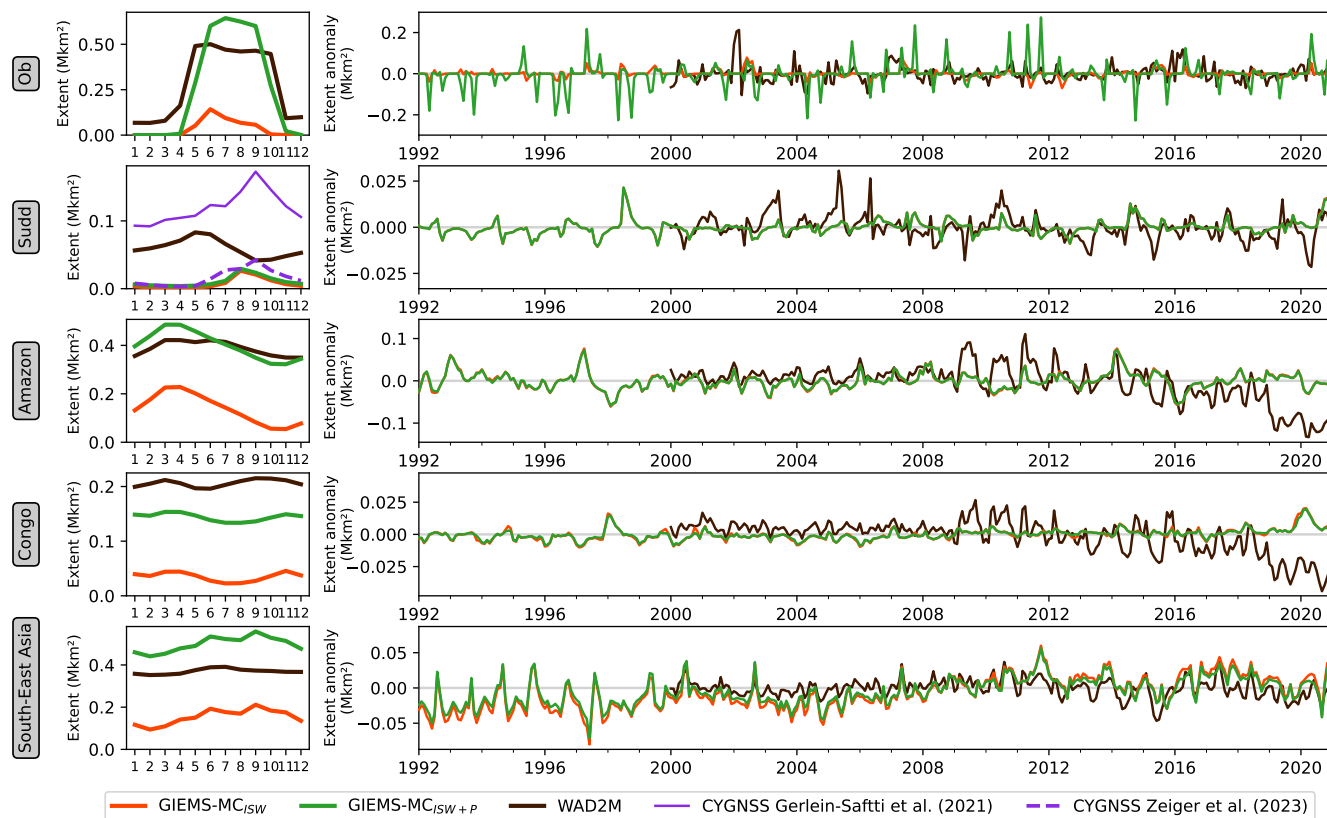 Ob
Extent (Mkm²)
0.50
0.25
0.00
1 2 3 4 5 6 7 8 9 10 11 12
Extent anomaly
(Mkm²)
0.2
0.0
−0.2
1992 1996 2000 2004 2008 2012 2016 2020
Sudd
Extent (Mkm²)
0.1
0.0
1 2 3 4 5 6 7 8 9 10 11 12
Extent anomaly
(Mkm²)
0.025
0.000
−0.025
1992 1996 2000 2004 2008 2012 2016 2020
Amazon
Extent (Mkm²)
0.4
0.2
0.0
1 2 3 4 5 6 7 8 9 10 11 12
Extent anomaly
(Mkm²)
0.1
0.0
−0.1
1992 1996 2000 2004 2008 2012 2016 2020
Congo
Extent (Mkm²)
0.2
0.1
0.0
1 2 3 4 5 6 7 8 9 10 11 12
Extent anomaly
(Mkm²)
0.025
0.000
−0.025
1992 1996 2000 2004 2008 2012 2016 2020
South-East Asia
Extent (Mkm²)
0.4
0.2
0.0
1 2 3 4 5 6 7 8 9 10 11 12
Extent anomaly
(Mkm²)
0.05
0.00
−0.05
1992 1996 2000 2004 2008 2012 2016 2020
GIEMS-MC_ISW GIEMS-MC_ISW+P WAD2M CYGNSS Gerlein-Saftti et al. (2021) CYGNSS Zeiger et al. (2023)